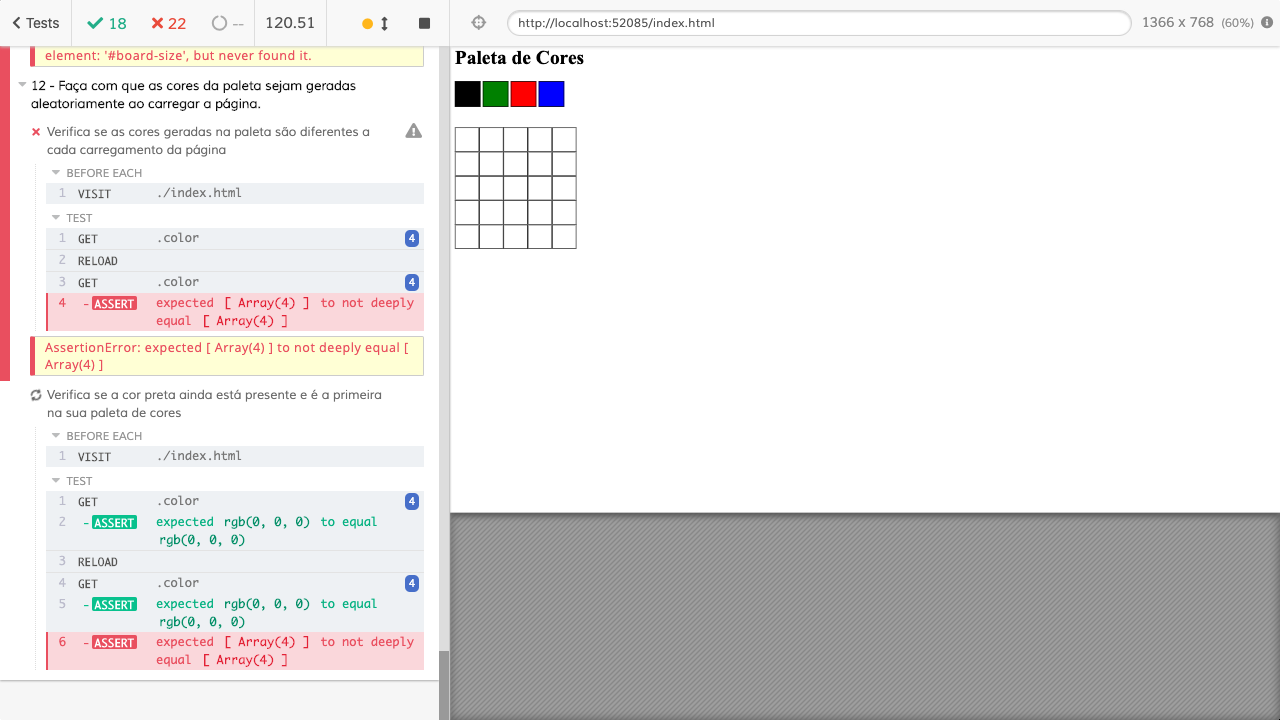 Tests
18
22
--
120.51
http://localhost:52085/index.html
1366 x 768 (60%)
element: '#board-size', but never found it.
12 - Faça com que as cores da paleta sejam geradas
aleatoriamente ao carregar a página.
Verifica se as cores geradas na paleta são diferentes a
cada carregamento da página
BEFORE EACH
1 VISIT ./index.html
TEST
1 GET .color 4
2 RELOAD
3 GET .color 4
4 -ASSERT expected [ Array(4) ] to not deeply
equal [ Array(4) ]
AssertionError: expected [ Array(4) ] to not deeply equal [
Array(4) ]
Verifica se a cor preta ainda está presente e é a primeira
na sua paleta de cores
BEFORE EACH
1 VISIT ./index.html
TEST
1 GET .color 4
2 -ASSERT expected rgb(0, 0, 0) to equal
rgb(0, 0, 0)
3 RELOAD
4 GET .color 4
5 -ASSERT expected rgb(0, 0, 0) to equal
rgb(0, 0, 0)
6 -ASSERT expected [ Array(4) ] to not deeply
equal [ Array(4) ]
Paleta de Cores